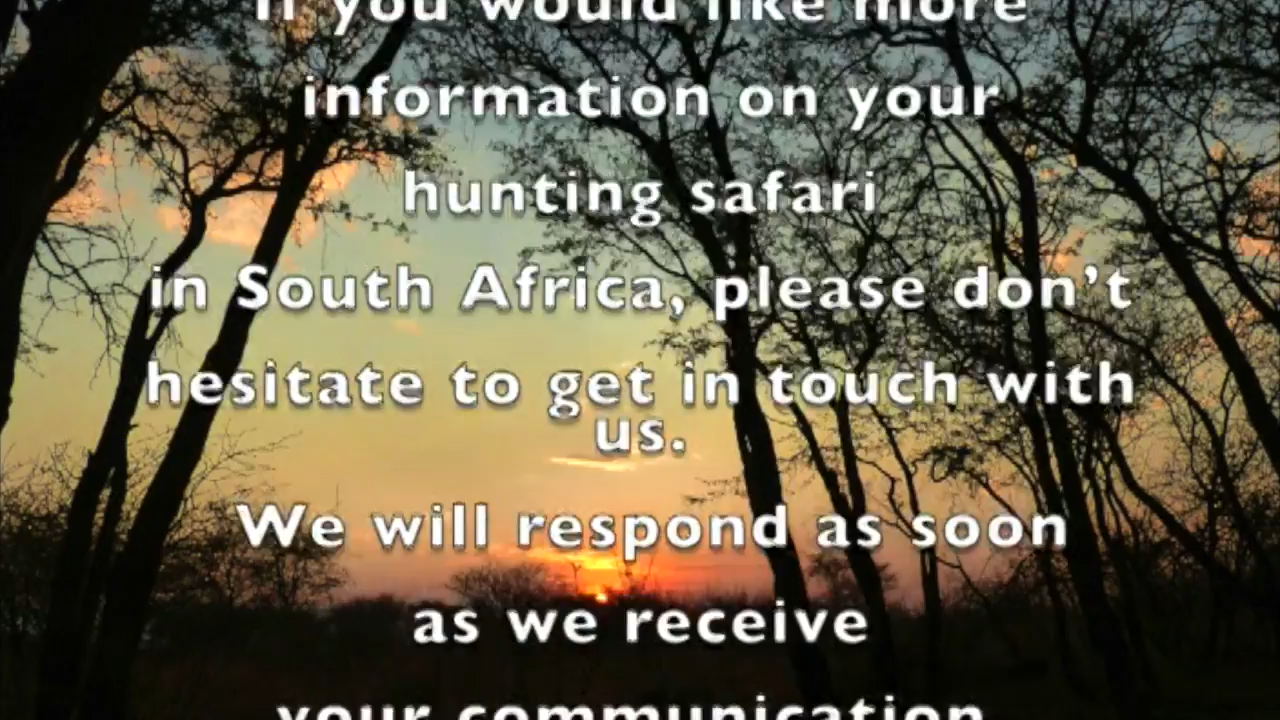 If you would like more
information on your
hunting safari
in South Africa, please don't
hesitate to get in touch with
us.
We will respond as soon
as we receive
your communication